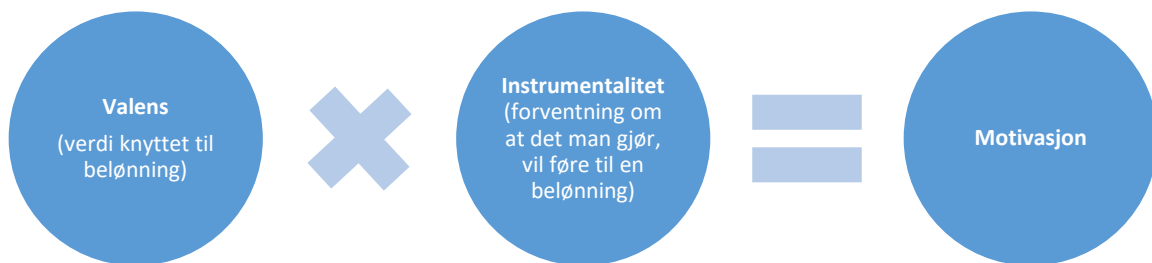 Valens
(verdi knyttet til
belønning)
Instrumentalitet
(forventning om
at det man gjør,
vil føre til en
belønning)
Motivasjon